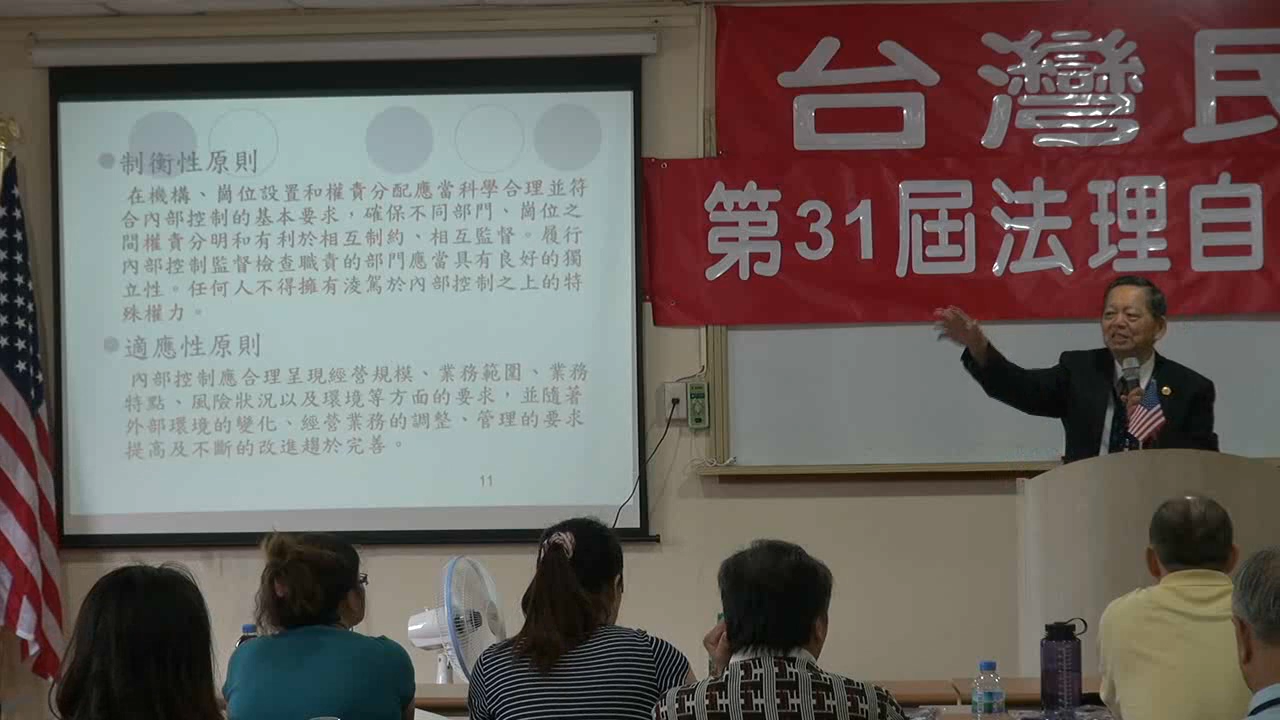 制衡性原則
在機構、崗位設置和權責分配應當科學合理並符
合內部控制的基本要求，確保不同部門、崗位之
間權責分明和有利於相互制約、相互監督。履行
內部控制監督檢查職責的部門應當具有良好的獨
立性。任何人不得擁有淩駕於內部控制之上的特
殊權力。
適應性原則
內部控制應合理呈現經營規模、業務範圍、業務
特點、風險狀況以及環境等方面的要求，並隨著
外部環境的變化、經營業務的調整、管理的要求
提高及不斷的改進趨於完善。
11
台灣民
第31屆法理自